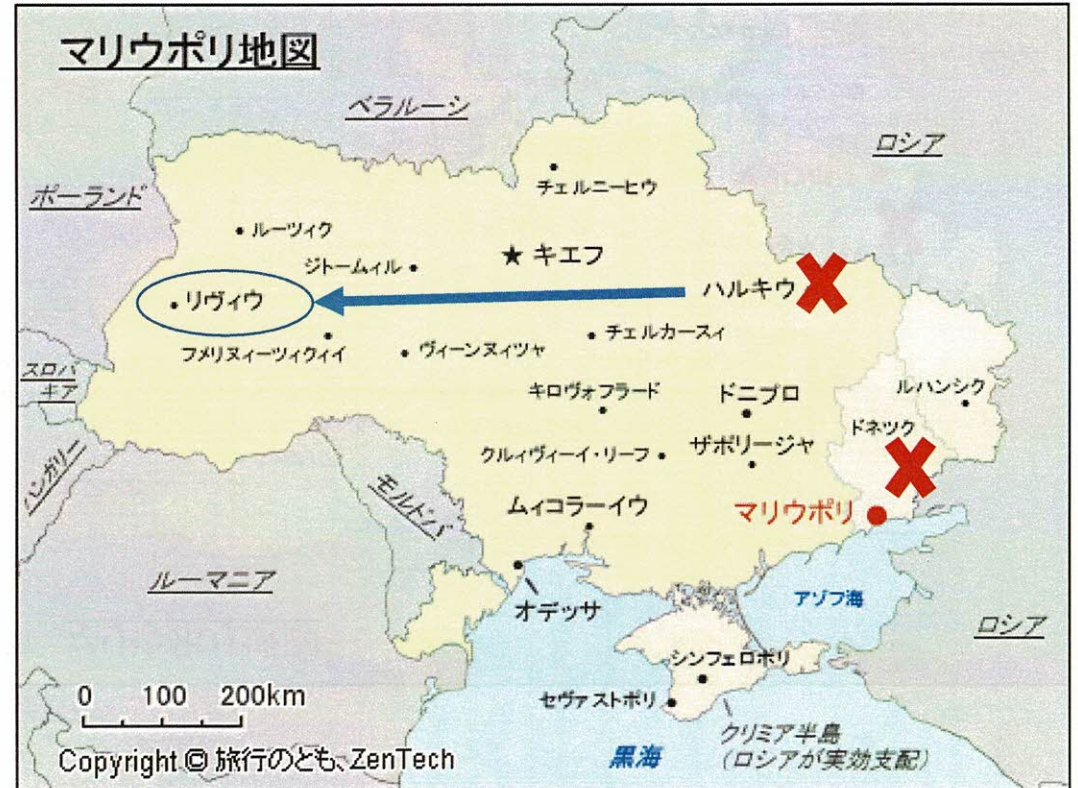 マリウポリ地図
ベラルーシ
ロシア
ポーランド
チェルニーヒウ
ルーツィク
ジトームィル
キエフ
リヴィウ
ハルキウ
フメリヌィーツィクィイ
ヴィーンヌィツャ
チェルカースィ
スロバ
キア
キロヴォフラード
ドニプロ
ルハンシク
ドネツク
ハンガリー
クルィヴィーイ・リーフ
ザポリージャ
モルドバ
ムィコラーイウ
マリウポリ
ルーマニア
オデッサ
アゾフ海
ロシア
シンフェロポリ
0 100 200km
セヴァストポリ
クリミア半島
(ロシアが実効支配)
黒海
Copyright © 旅行のとも、ZenTech